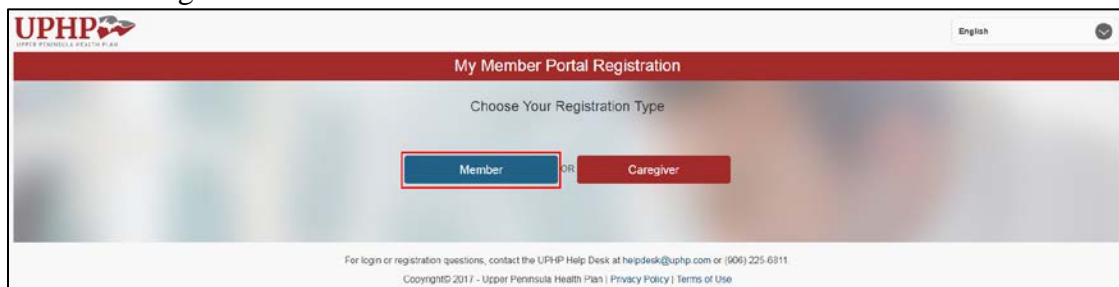 UPHP
UPPER PENINSULA HEALTH PLAN
English
My Member Portal Registration
Choose Your Registration Type
Member OR Caregiver
For login or registration questions, contact the UPHP Help Desk at helpdesk@uphp.com or (906) 225-6911
Copyright© 2017 - Upper Peninsula Health Plan | Privacy Policy | Terms of Use